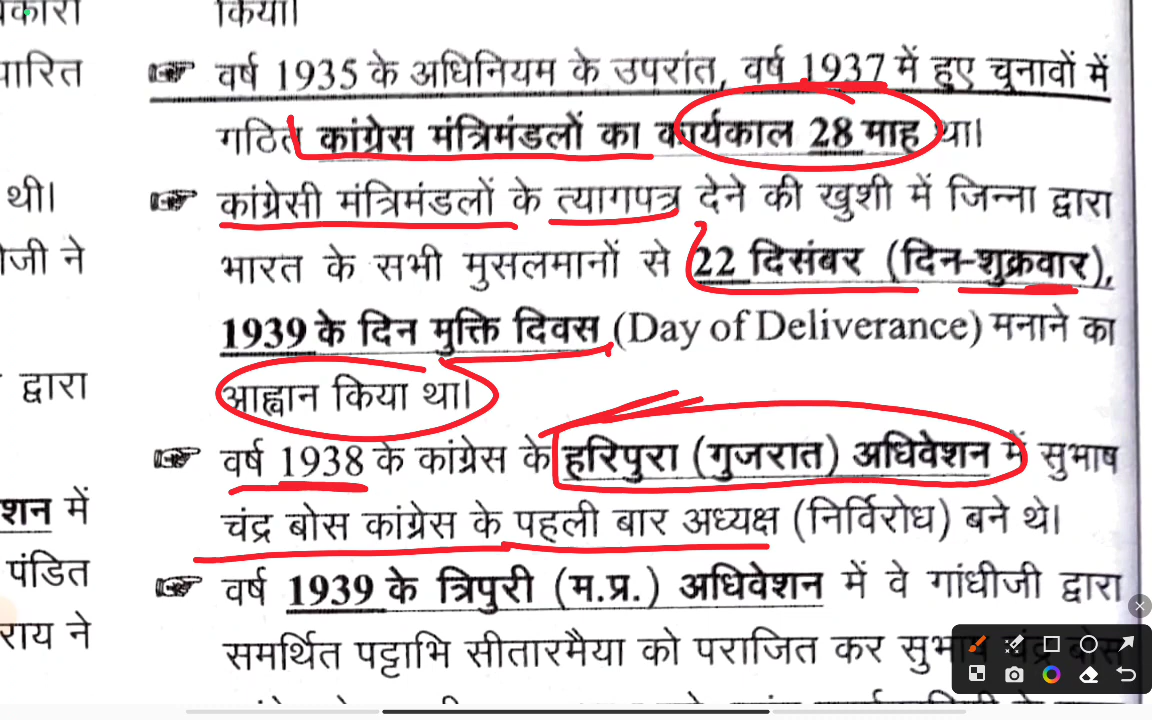 किया।
पारित
वर्ष 1935 के अधिनियम के उपरांत, वर्ष 1937 में हुए चुनावों में
गठित कांग्रेस मंत्रिमंडलों का कार्यकाल 28 माह था।
थी।
कांग्रेसी मंत्रिमंडलों के त्यागपत्र देने की खुशी में जिन्ना द्वारा
ने
भारत के सभी मुसलमानों से 22 दिसंबर (दिन-शुक्रवार),
1939 के दिन मुक्ति दिवस (Day of Deliverance) मनाने का
द्वारा
आह्वान किया था।
वर्ष 1938 के कांग्रेस के हरिपुरा (गुजरात) अधिवेशन में सुभाष
में
चंद्र बोस कांग्रेस के पहली बार अध्यक्ष (निर्विरोध) बने थे।
पंडित
वर्ष 1939 के त्रिपुरी (म.प्र.) अधिवेशन में वे गांधीजी द्वारा
राय ने
समर्थित पट्टाभि सीतारमैया को पराजित कर सुभाष चंद्र बोस